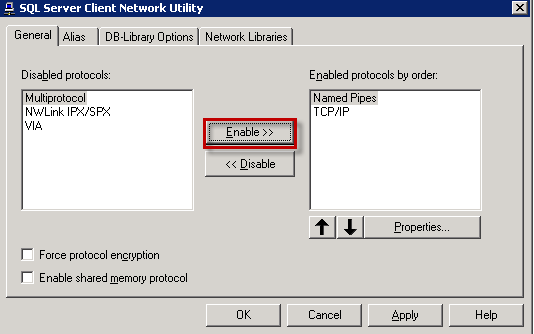 SQL Server Client Network Utility
General
Alias
DB-Library Options
Network Libraries
Disabled protocols:
Multiprotocol
NWLink IPX/SPX
VIA
Enable >>
<< Disable
Enabled protocols by order:
Named Pipes
TCP/IP
Properties...
Force protocol encryption
Enable shared memory protocol
OK
Cancel
Apply
Help